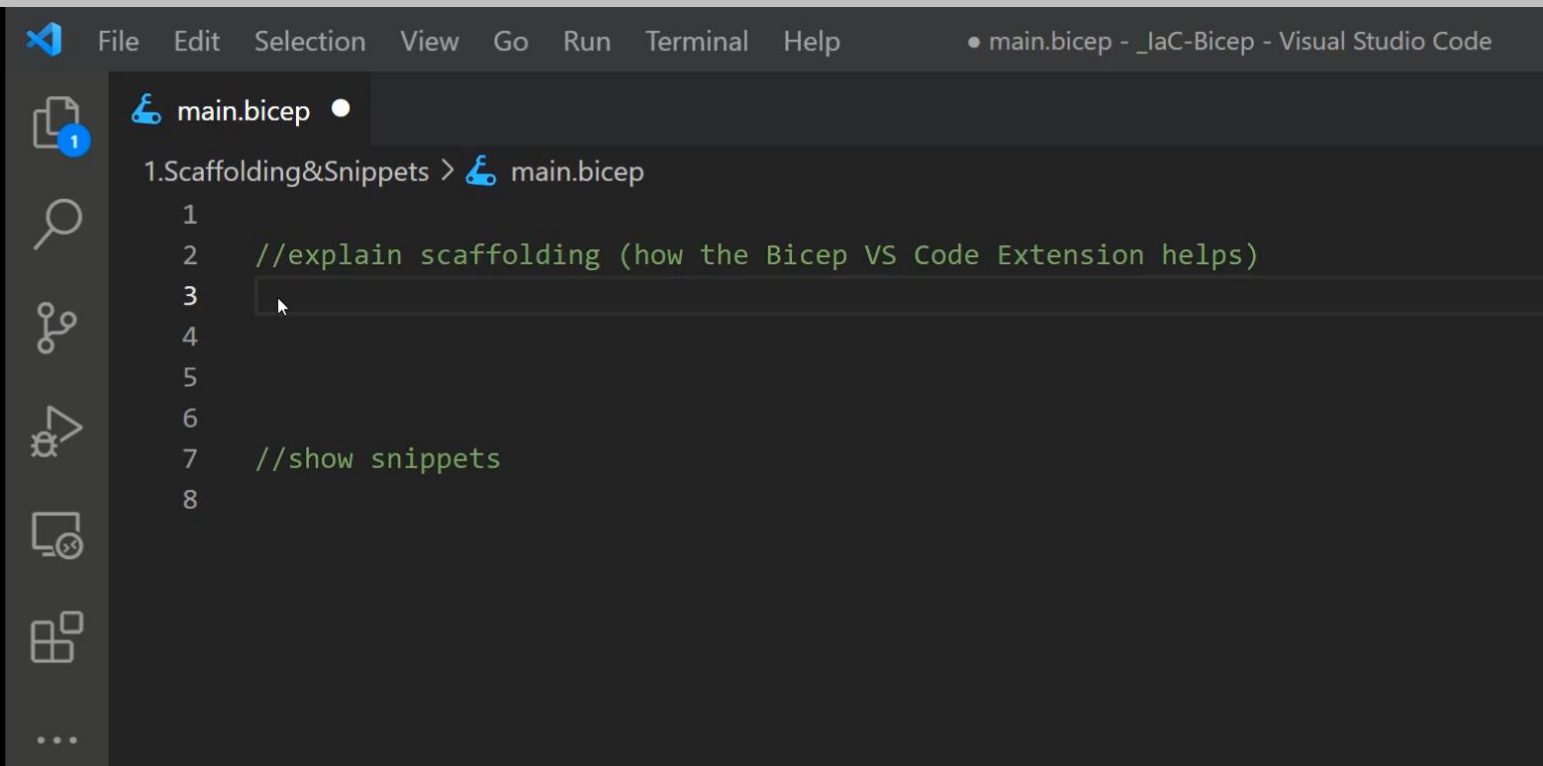 File Edit Selection View Go Run Terminal Help ● main.bicep - _IaC-Bicep - Visual Studio Code
main.bicep ●
1
1.Scaffolding&Snippets > main.bicep
1
2 //explain scaffolding (how the Bicep VS Code Extension helps)
3
4
5
6
7 //show snippets
8